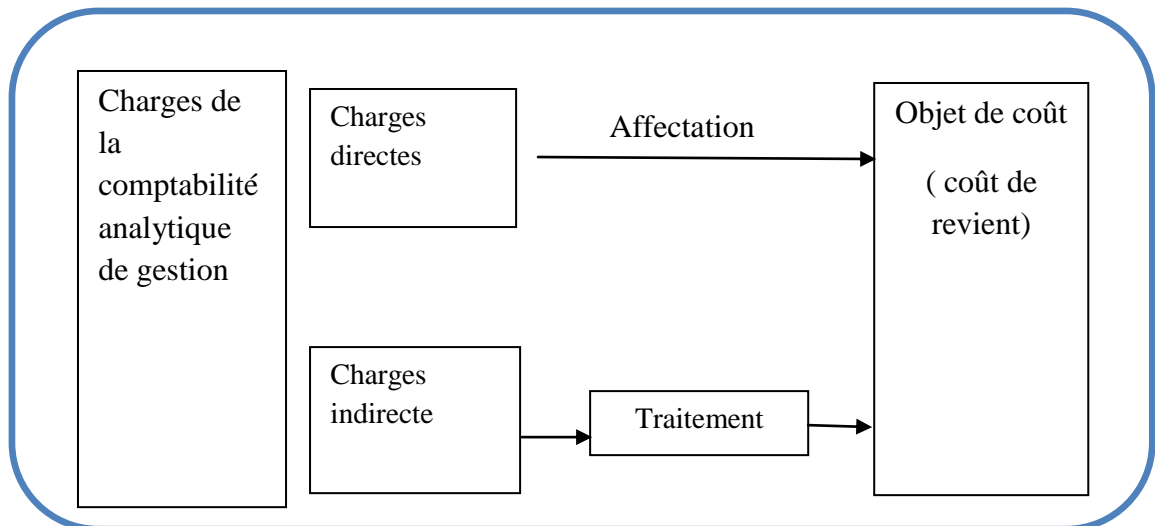 Charges de
la
comptabilité
analytique
de gestion
Charges
directes
Affectation
Objet de coût
( coût de
revient)
Charges
indirecte
Traitement